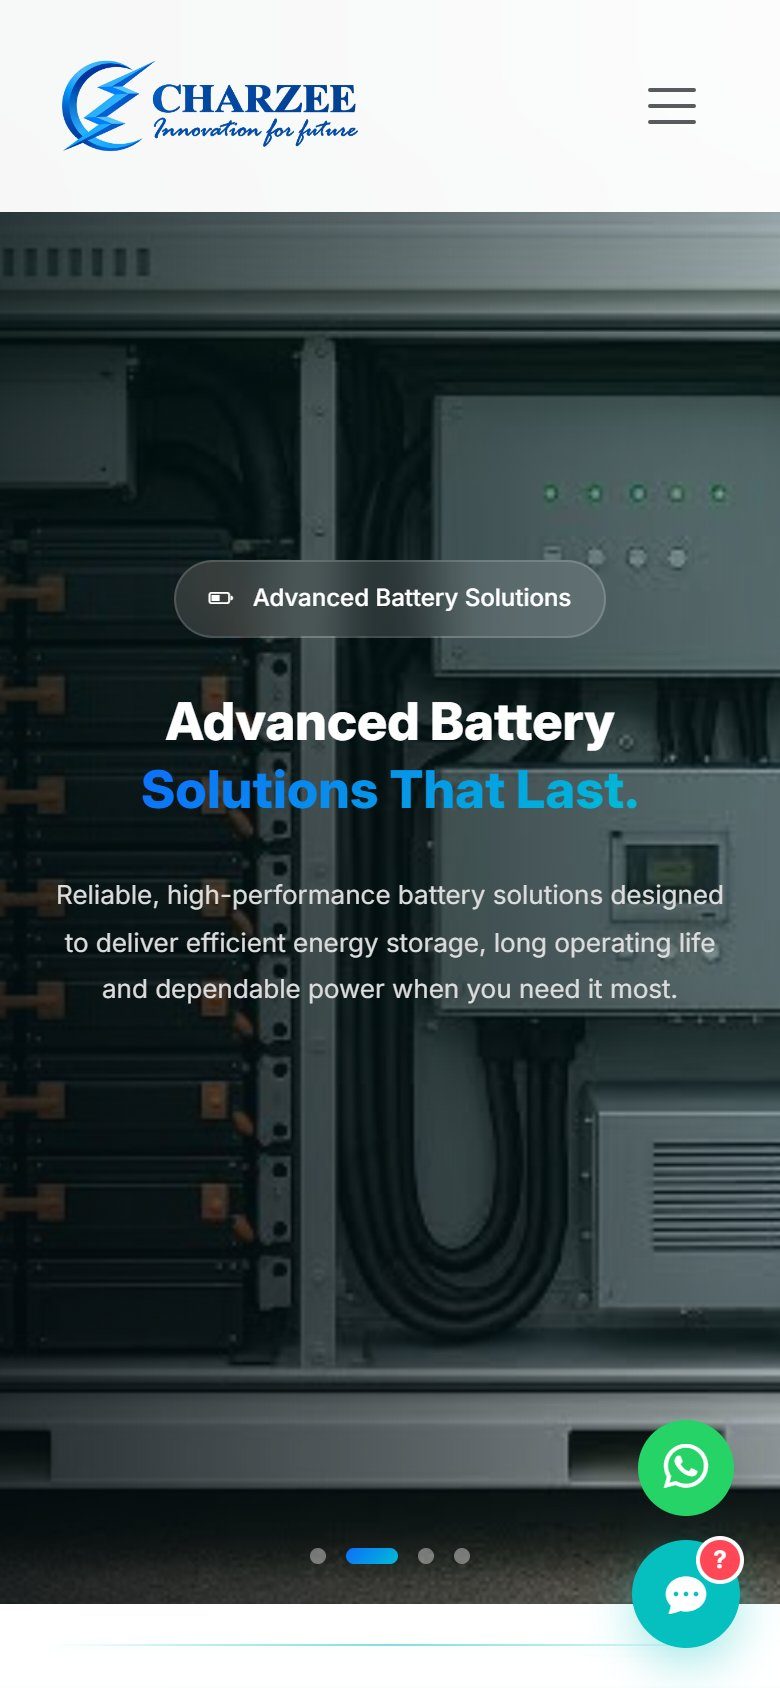 CHARZEE
Innovation for future
Advanced Battery Solutions
Advanced Battery
Solutions That Last.
Reliable, high-performance battery solutions designed
to deliver efficient energy storage, long operating life
and dependable power when you need it most.
?